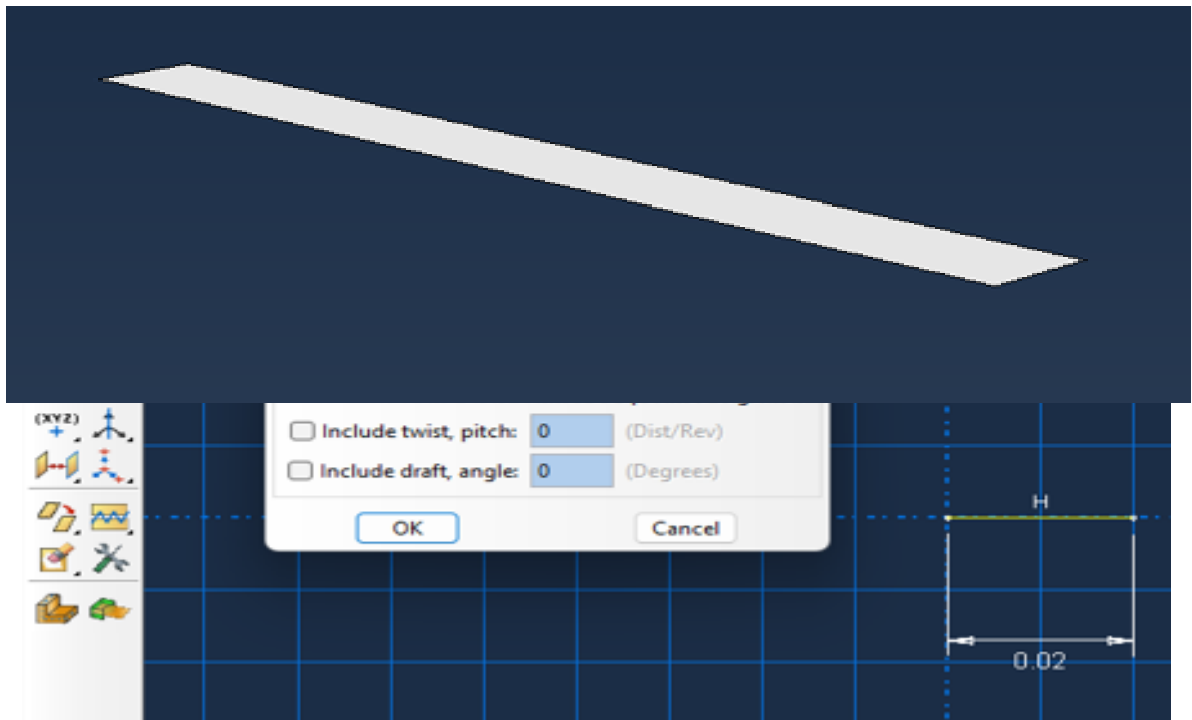 (XYZ)
Include twist, pitch: 0 (Dist/Rev)
Include draft, angle: 0 (Degrees)
OK Cancel
H
0.02